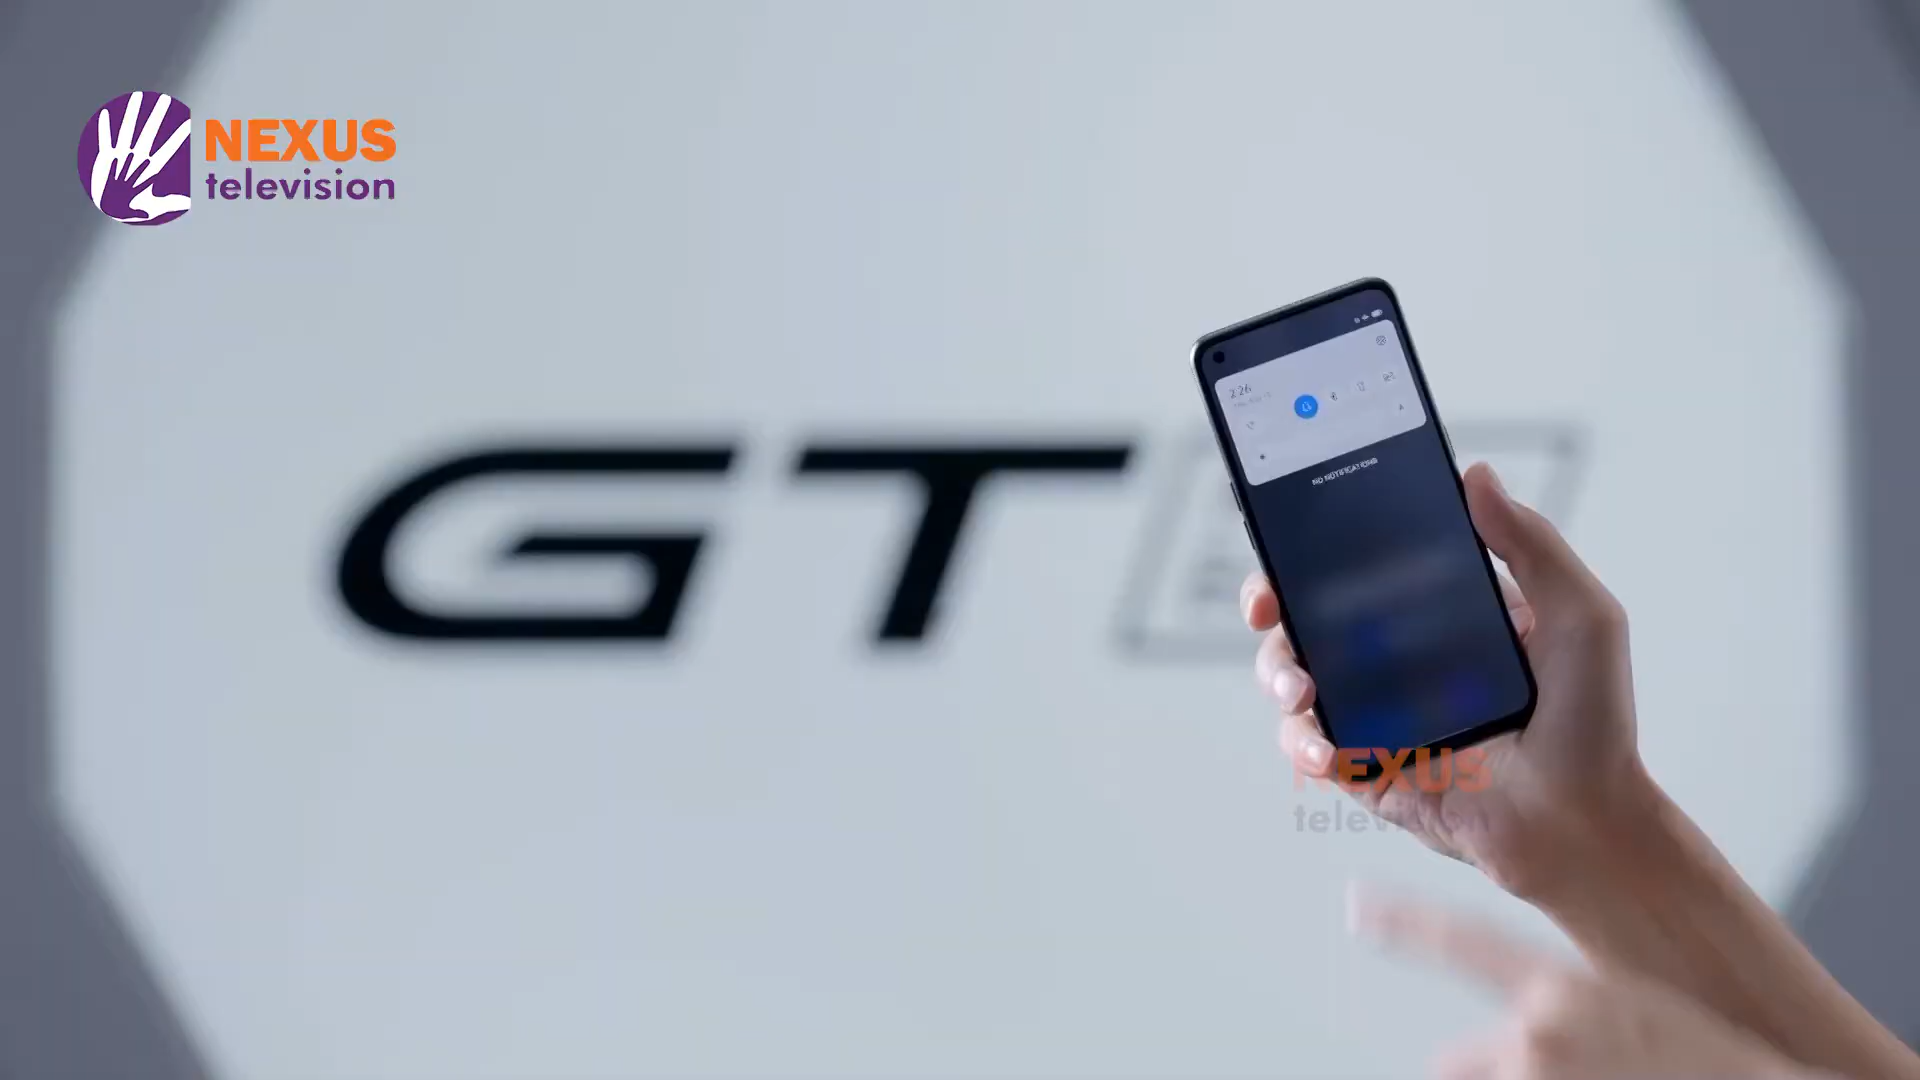 NEXUS
television
GT
2:26
NO NOTIFICATIONS
NEXUS
television